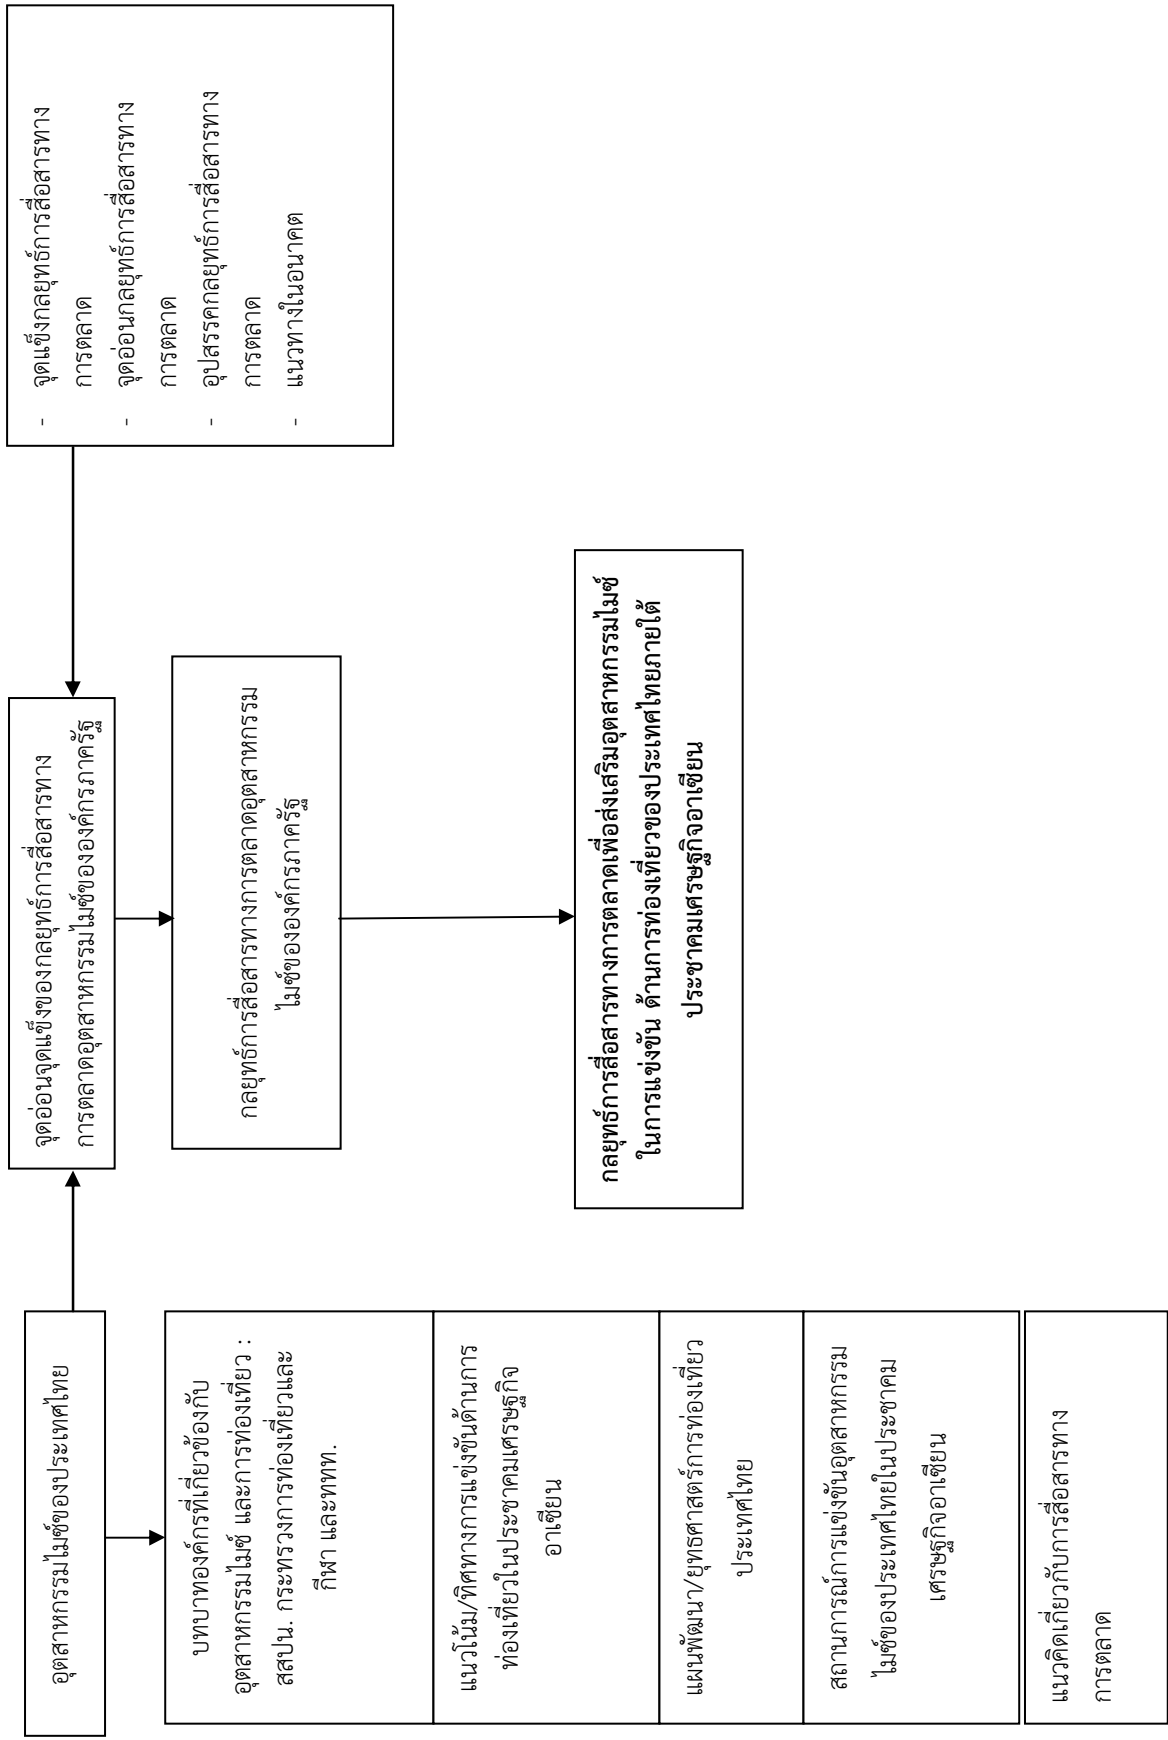 อุตสาหกรรมไมซ์ของประเทศไทย
บทบาทองค์กรที่เกี่ยวข้องกับ
อุตสาหกรรมไมซ์ และการท่องเที่ยว :
สสปน. กระทรวงการท่องเที่ยวและ
กีฬา และททท.
แนวโน้ม/ทิศทางการแข่งขันด้านการ
ท่องเที่ยวในประชาคมเศรษฐกิจ
อาเซียน
แผนพัฒนา/ยุทธศาสตร์การท่องเที่ยว
ประเทศไทย
สถานการณ์การแข่งขันอุตสาหกรรม
ไมซ์ของประเทศไทยในประชาคม
เศรษฐกิจอาเซียน
แนวคิดเกี่ยวกับการสื่อสารทาง
การตลาด
จุดอ่อนจุดแข็งของกลยุทธ์การสื่อสารทาง
การตลาดอุตสาหกรรมไมซ์ขององค์กรภาครัฐ
กลยุทธ์การสื่อสารทางการตลาดอุตสาหกรรม
ไมซ์ขององค์กรภาครัฐ
กลยุทธ์การสื่อสารทางการตลาดเพื่อส่งเสริมอุตสาหกรรมไมซ์
ในการแข่งขัน ด้านการท่องเที่ยวของประเทศไทยภายใต้
ประชาคมเศรษฐกิจอาเซียน
- จุดแข็งกลยุทธ์การสื่อสารทาง
การตลาด
- จุดอ่อนกลยุทธ์การสื่อสารทาง
การตลาด
- อุปสรรคกลยุทธ์การสื่อสารทาง
การตลาด
- แนวทางในอนาคต